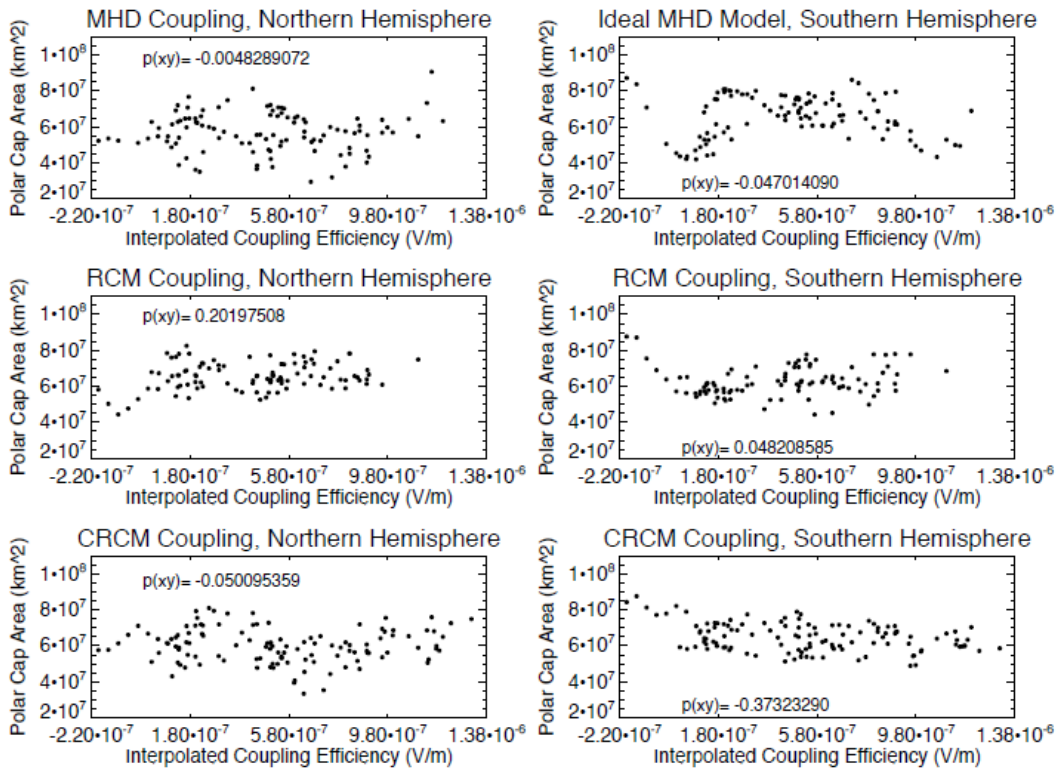 MHD Coupling, Northern Hemisphere
Polar Cap Area (km^2)
1•10⁸
8•10⁷
6•10⁷
4•10⁷
2•10⁷
p(xy)= -0.0048289072
-2.20•10⁻⁷ 1.80•10⁻⁷ 5.80•10⁻⁷ 9.80•10⁻⁷ 1.38•10⁻⁶
Interpolated Coupling Efficiency (V/m)
Ideal MHD Model, Southern Hemisphere
Polar Cap Area (km^2)
1•10⁸
8•10⁷
6•10⁷
4•10⁷
2•10⁷
p(xy)= -0.047014090
-2.20•10⁻⁷ 1.80•10⁻⁷ 5.80•10⁻⁷ 9.80•10⁻⁷ 1.38•10⁻⁶
Interpolated Coupling Efficiency (V/m)
RCM Coupling, Northern Hemisphere
Polar Cap Area (km^2)
1•10⁸
8•10⁷
6•10⁷
4•10⁷
2•10⁷
p(xy)= 0.20197508
-2.20•10⁻⁷ 1.80•10⁻⁷ 5.80•10⁻⁷ 9.80•10⁻⁷ 1.38•10⁻⁶
Interpolated Coupling Efficiency (V/m)
RCM Coupling, Southern Hemisphere
Polar Cap Area (km^2)
1•10⁸
8•10⁷
6•10⁷
4•10⁷
2•10⁷
p(xy)= 0.048208585
-2.20•10⁻⁷ 1.80•10⁻⁷ 5.80•10⁻⁷ 9.80•10⁻⁷ 1.38•10⁻⁶
Interpolated Coupling Efficiency (V/m)
CRCM Coupling, Northern Hemisphere
Polar Cap Area (km^2)
1•10⁸
8•10⁷
6•10⁷
4•10⁷
2•10⁷
p(xy)= -0.050095359
-2.20•10⁻⁷ 1.80•10⁻⁷ 5.80•10⁻⁷ 9.80•10⁻⁷ 1.38•10⁻⁶
Interpolated Coupling Efficiency (V/m)
CRCM Coupling, Southern Hemisphere
Polar Cap Area (km^2)
1•10⁸
8•10⁷
6•10⁷
4•10⁷
2•10⁷
p(xy)= -0.37323290
-2.20•10⁻⁷ 1.80•10⁻⁷ 5.80•10⁻⁷ 9.80•10⁻⁷ 1.38•10⁻⁶
Interpolated Coupling Efficiency (V/m)